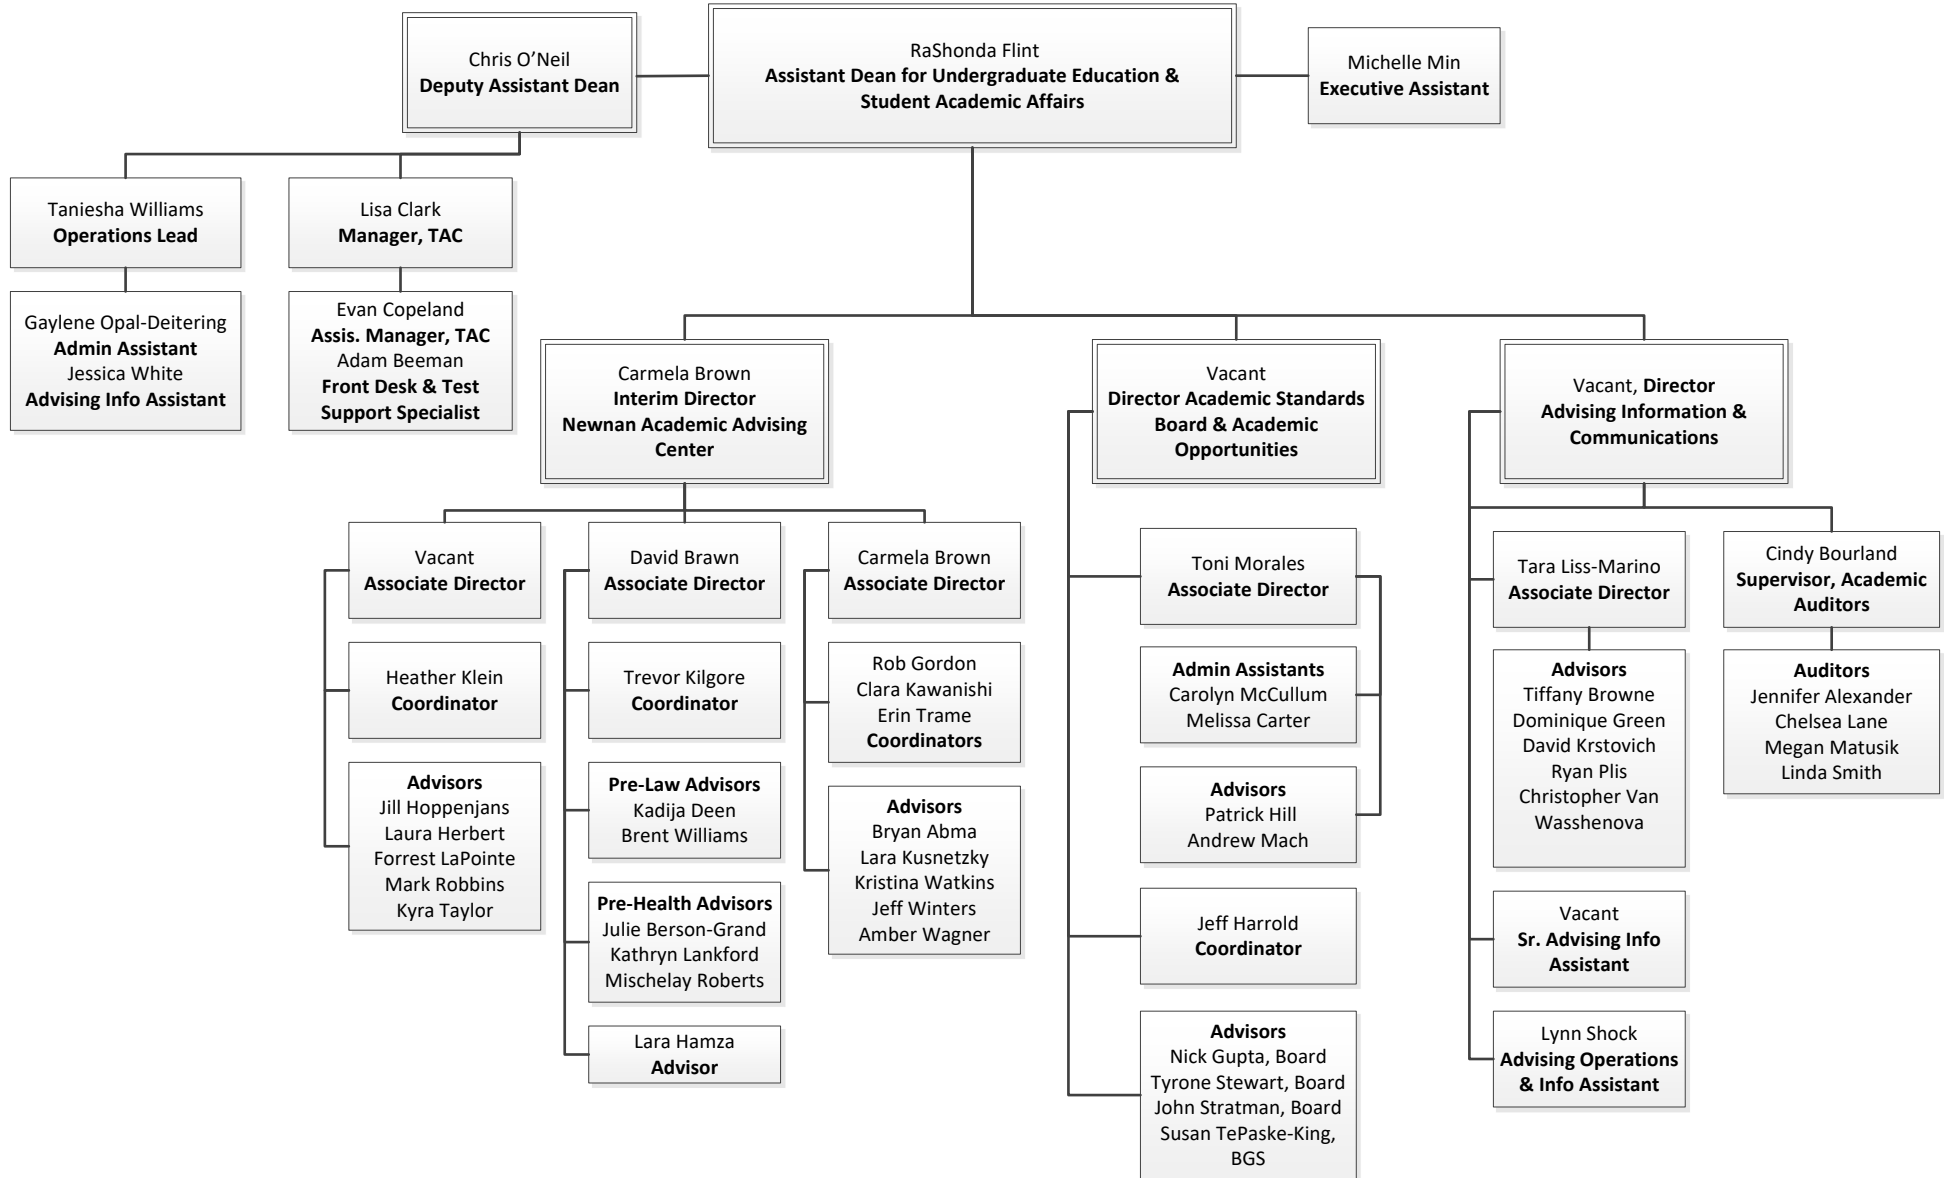 Chris O’Neil
Deputy Assistant Dean
RaShonda Flint
Assistant Dean for Undergraduate Education &
Student Academic Affairs
Michelle Min
Executive Assistant
Taniesha Williams
Operations Lead
Lisa Clark
Manager, TAC
Gaylene Opal-Deitering
Admin Assistant
Jessica White
Advising Info Assistant
Evan Copeland
Assis. Manager, TAC
Adam Beeman
Front Desk & Test
Support Specialist
Carmela Brown
Interim Director
Newnan Academic Advising
Center
Vacant
Director Academic Standards
Board & Academic
Opportunities
Vacant, Director
Advising Information &
Communications
Vacant
Associate Director
Heather Klein
Coordinator
Advisors
Jill Hoppenjans
Laura Herbert
Forrest LaPointe
Mark Robbins
Kyra Taylor
David Brawn
Associate Director
Trevor Kilgore
Coordinator
Pre-Law Advisors
Kadija Deen
Brent Williams
Pre-Health Advisors
Julie Berson-Grand
Kathryn Lankford
Mischelay Roberts
Lara Hamza
Advisor
Carmela Brown
Associate Director
Rob Gordon
Clara Kawanishi
Erin Trame
Coordinators
Advisors
Bryan Abma
Lara Kusnetzky
Kristina Watkins
Jeff Winters
Amber Wagner
Toni Morales
Associate Director
Admin Assistants
Carolyn McCullum
Melissa Carter
Advisors
Patrick Hill
Andrew Mach
Jeff Harrold
Coordinator
Advisors
Nick Gupta, Board
Tyrone Stewart, Board
John Stratman, Board
Susan TePaske-King,
BGS
Tara Liss-Marino
Associate Director
Advisors
Tiffany Browne
Dominique Green
David Krstovich
Ryan Plis
Christopher Van
Wasshenova
Vacant
Sr. Advising Info
Assistant
Lynn Shock
Advising Operations
& Info Assistant
Cindy Bourland
Supervisor, Academic
Auditors
Auditors
Jennifer Alexander
Chelsea Lane
Megan Matusik
Linda Smith